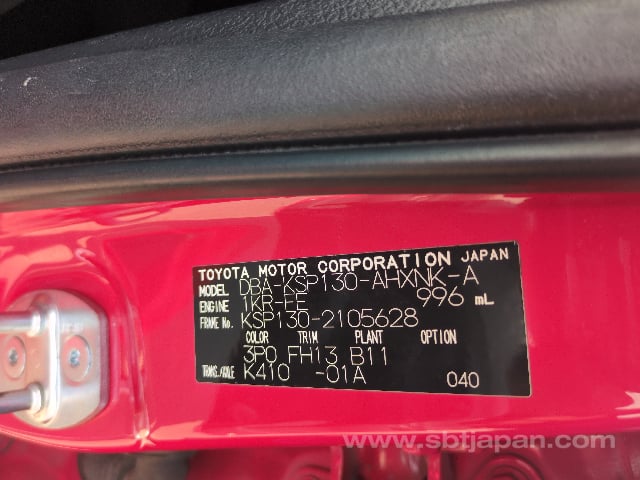 TOYOTA MOTOR CORPORATION JAPAN
MODEL DBA-KSP130-AHXNK-A
ENGINE 1KR-FE 996 mL
FRAME No. KSP130-2105628
COLOR TRIM PLANT OPTION
3P0 FH13 B11
TRANS./AXLE K410 -01A 040
www.sbtjapan.com